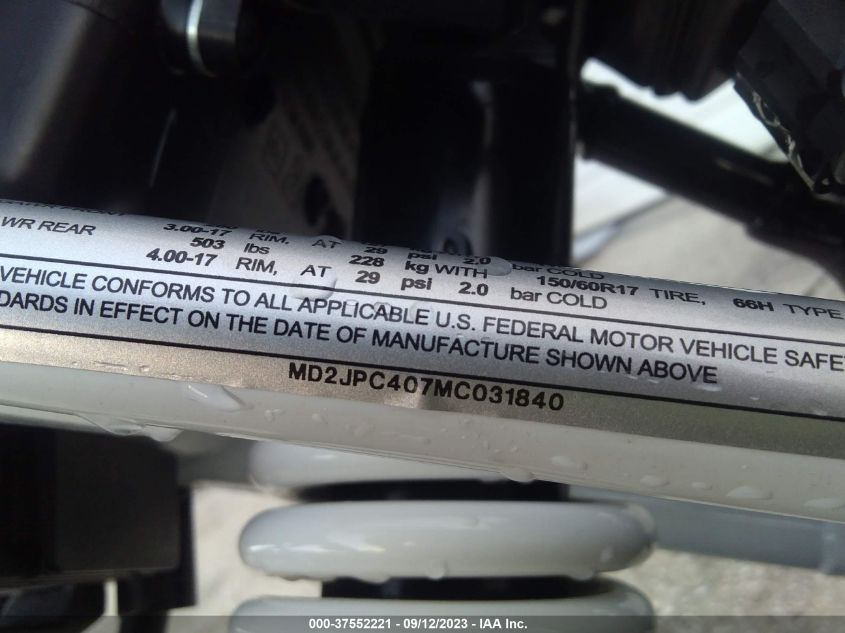 3.00-17 RIM, AT 29 psi 2.0 bar COLD
WR REAR 503 lbs 228 kg WITH 150/60R17 TIRE, 66H TYPE
4.00-17 RIM, AT 29 psi 2.0 bar COLD
VEHICLE CONFORMS TO ALL APPLICABLE U.S. FEDERAL MOTOR VEHICLE SAFE
DARDS IN EFFECT ON THE DATE OF MANUFACTURE SHOWN ABOVE
MD2JPC407MC031840
000-37552221 - 09/12/2023 - IAA Inc.